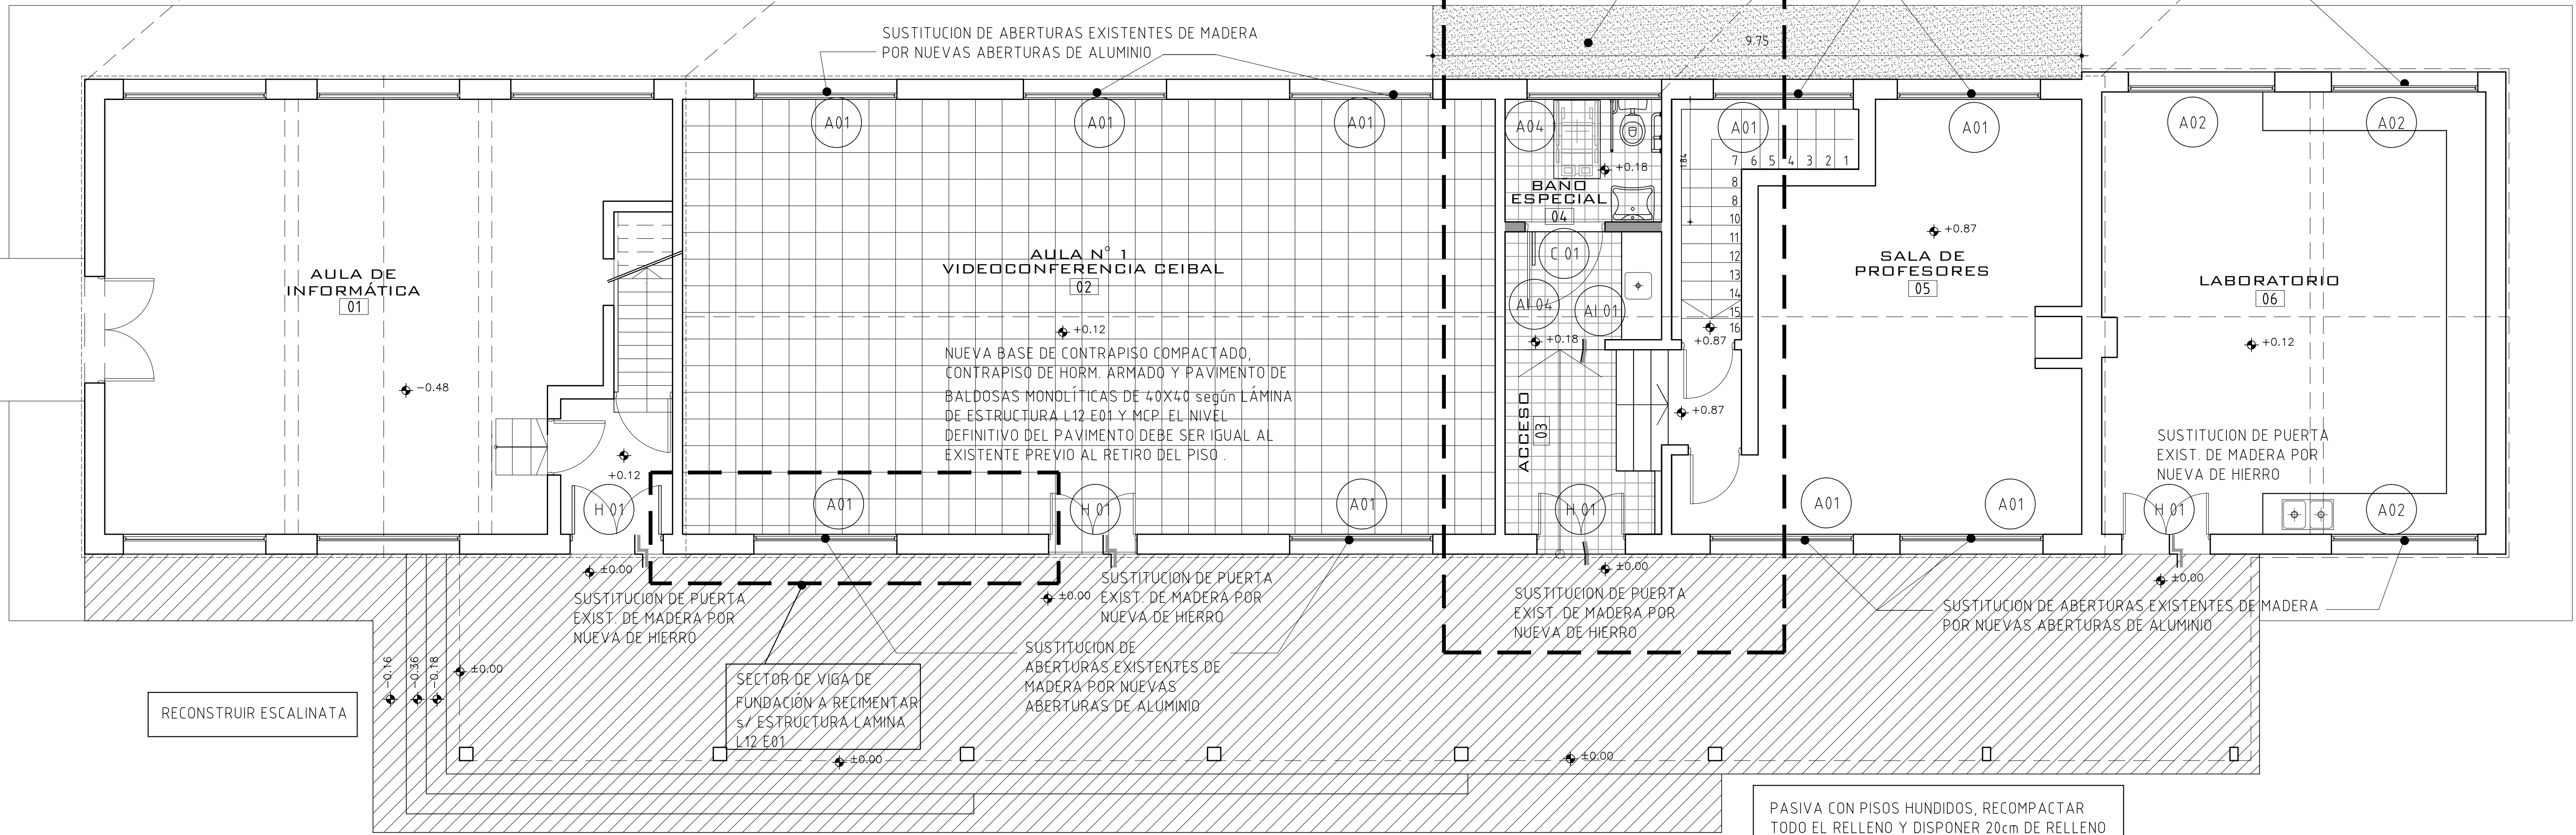 SUSTITUCION DE ABERTURAS EXISTENTES DE MADERA
POR NUEVAS ABERTURAS DE ALUMINIO
9.75
A01
A01
A01
A04
A01
A01
A02
A02
1.84
+0.18
7 6 5 4 3 2 1
8
8
10
11
12
13
14
15
16
BAÑO
ESPECIAL
04
C 01
AI 04
AI 01
+0.18
+0.87
+0.87
+0.87
AULA DE
INFORMÁTICA
01
-0.48
AULA Nº 1
VIDEOCONFERENCIA CEIBAL
02
+0.12
NUEVA BASE DE CONTRAPISO COMPACTADO,
CONTRAPISO DE HORM. ARMADO Y PAVIMENTO DE
BALDOSAS MONOLÍTICAS DE 40X40 según LÁMINA
DE ESTRUCTURA L12 E01 Y MCP. EL NIVEL
DEFINITIVO DEL PAVIMENTO DEBE SER IGUAL AL
EXISTENTE PREVIO AL RETIRO DEL PISO .
ACCESO
03
SALA DE
PROFESORES
05
LABORATORIO
06
+0.12
SUSTITUCION DE PUERTA
EXIST. DE MADERA POR
NUEVA DE HIERRO
+0.12
H 01
A01
H 01
A01
H 01
A01
A01
H 01
A02
±0.00
±0.00
±0.00
±0.00
SUSTITUCION DE PUERTA
EXIST. DE MADERA POR
NUEVA DE HIERRO
SUSTITUCION DE PUERTA
EXIST. DE MADERA POR
NUEVA DE HIERRO
SUSTITUCION DE PUERTA
EXIST. DE MADERA POR
NUEVA DE HIERRO
SUSTITUCION DE ABERTURAS EXISTENTES DE MADERA
POR NUEVAS ABERTURAS DE ALUMINIO
SUSTITUCION DE
ABERTURAS EXISTENTES DE
MADERA POR NUEVAS
ABERTURAS DE ALUMINIO
-0.16
-0.36
-0.18
±0.00
SECTOR DE VIGA DE
FUNDACIÓN A RECIMENTAR
s/ ESTRUCTURA LAMINA
L12 E01
RECONSTRUIR ESCALINATA
±0.00
±0.00
PASIVA CON PISOS HUNDIDOS, RECOMPACTAR
TODO EL RELLENO Y DISPONER 20cm DE RELLENO